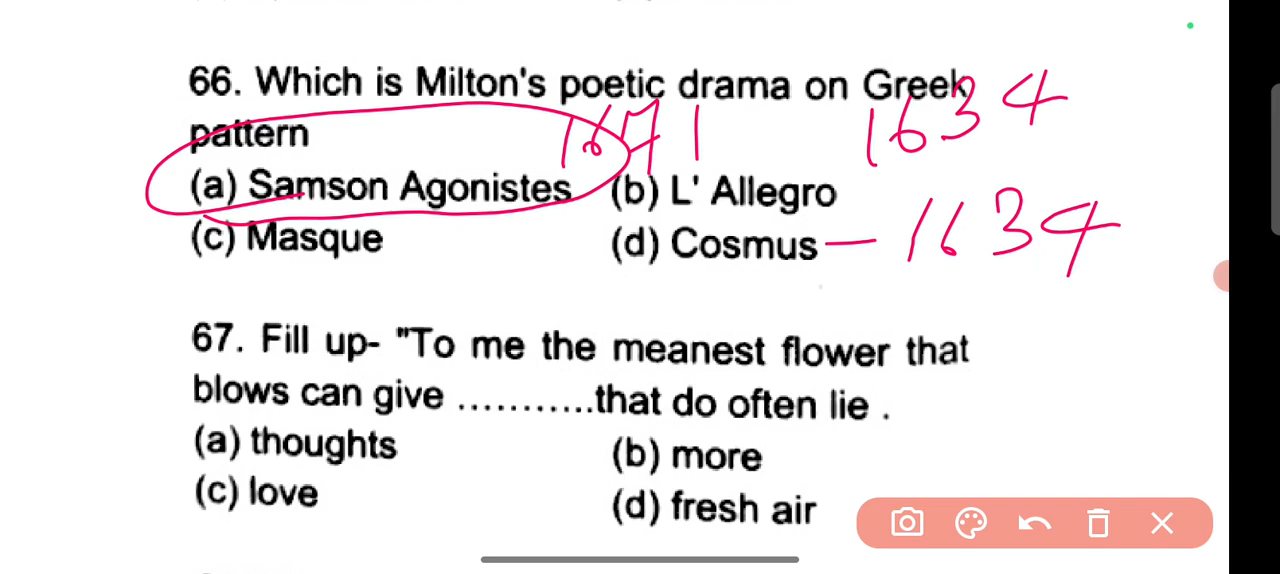 66. Which is Milton's poetic drama on Greek
pattern
1671
1634
(a) Samson Agonistes (b) L' Allegro
(c) Masque (d) Cosmus — 1634
67. Fill up- "To me the meanest flower that
blows can give ...........that do often lie .
(a) thoughts (b) more
(c) love (d) fresh air